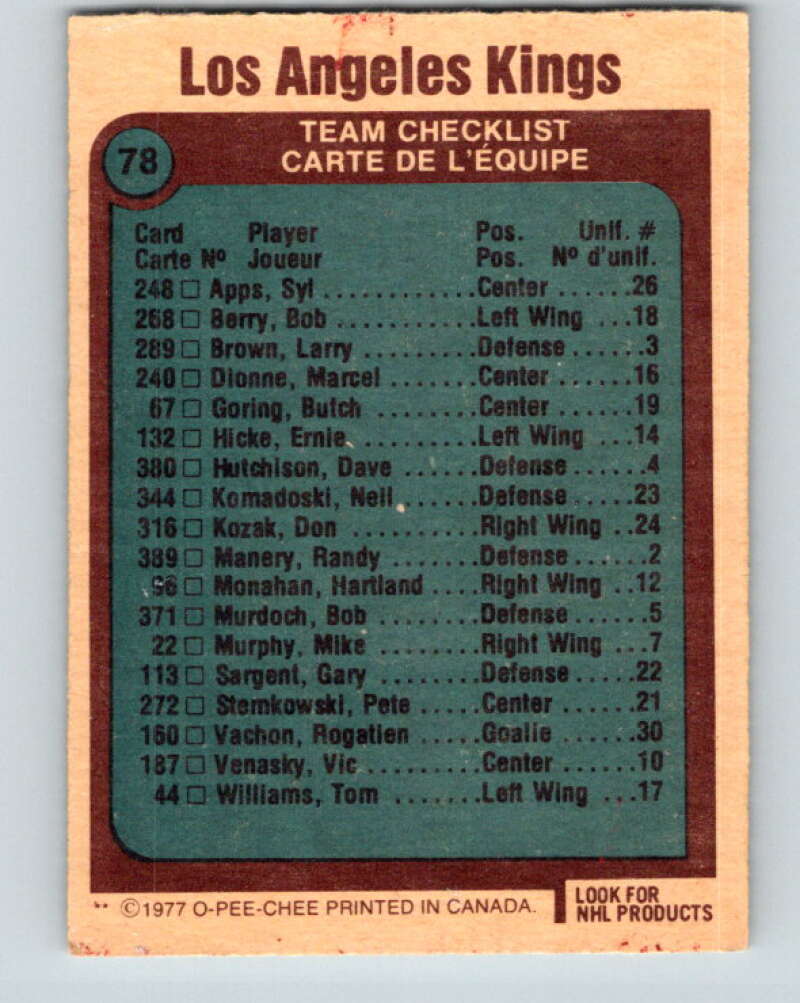 Los Angeles Kings
78
TEAM CHECKLIST
CARTE DE L'ÉQUIPE
Card Player Pos. Unif. #
Carte Nº Joueur Pos. Nº d'unif.
248 □ Apps, Syl ............Center ......26
268 □ Berry, Bob ............Left Wing ...18
289 □ Brown, Larry ..........Defense ......3
240 □ Dionne, Marcel .......Center ......16
67 □ Goring, Butch .........Center ......19
132 □ Hicke, Ernie ..........Left Wing ...14
380 □ Hutchison, Dave ......Defense ......4
344 □ Komadoski, Neil ......Defense .....23
316 □ Kozak, Don ...........Right Wing ..24
389 □ Manery, Randy .......Defense ......2
96 □ Monahan, Hartland ....Right Wing ..12
371 □ Murdoch, Bob ........Defense ......5
22 □ Murphy, Mike ........Right Wing ...7
113 □ Sargent, Gary ........Defense .....22
272 □ Stemkowski, Pete .....Center ......21
160 □ Vachon, Rogatien .....Goalie ......30
187 □ Venasky, Vic .........Center ......10
44 □ Williams, Tom .......Left Wing ...17
** ©1977 O-PEE-CHEE PRINTED IN CANADA.
LOOK FOR
NHL PRODUCTS